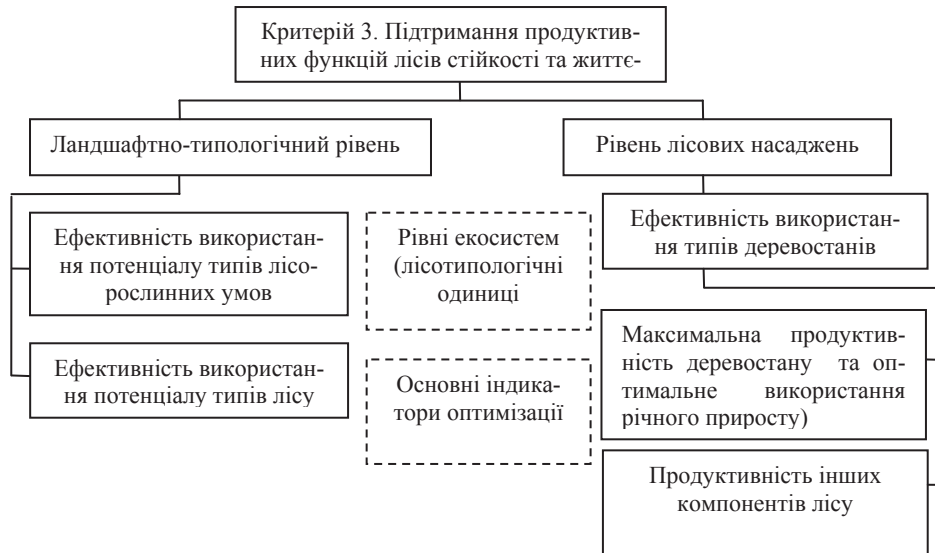 Критерій 3. Підтримання продуктив-
них функцій лісів стійкості та життє-
Ландшафтно-типологічний рівень
Рівень лісових насаджень
Ефективність використан-
ня потенціалу типів лісо-
рослинних умов
Рівні екосистем
(лісотипологічні
одиниці
Ефективність використан-
ня типів деревостанів
Ефективність використан-
ня потенціалу типів лісу
Основні індика-
тори оптимізації
Максимальна продуктив-
ність деревостану та оп-
тимальне використання
річного приросту)
Продуктивність інших
компонентів лісу